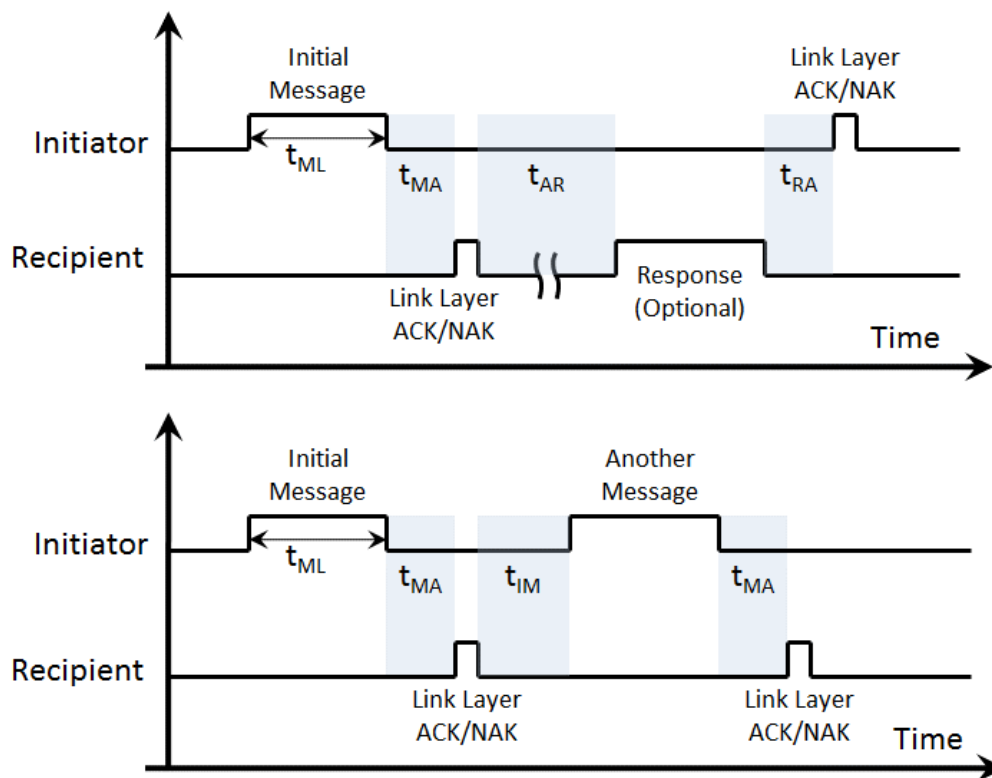 Initial
Message
Link Layer
ACK/NAK
Initiator
tML
tMA
tAR
tRA
Recipient
Link Layer
ACK/NAK
Response
(Optional)
Time
Initial
Message
Another
Message
Initiator
tML
tMA
tIM
tMA
Recipient
Link Layer
ACK/NAK
Link Layer
ACK/NAK
Time